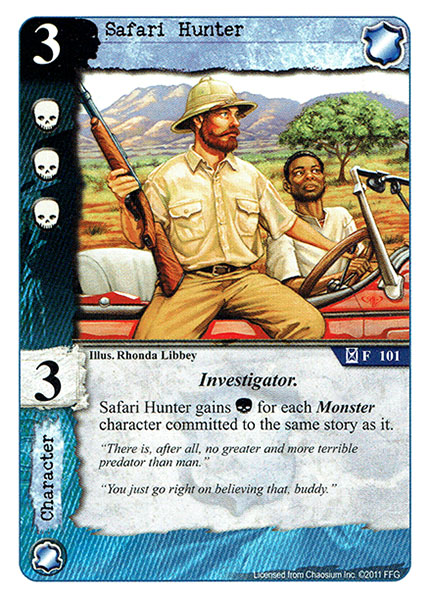 3
Safari Hunter
Illus. Rhonda Libbey
F 101
3
Investigator.
Safari Hunter gains for each Monster
character committed to the same story as it.
"There is, after all, no greater and more terrible
predator than man."
"You just go right on believing that, buddy."
Character
Licensed from Chaosium Inc. ©2011 FFG